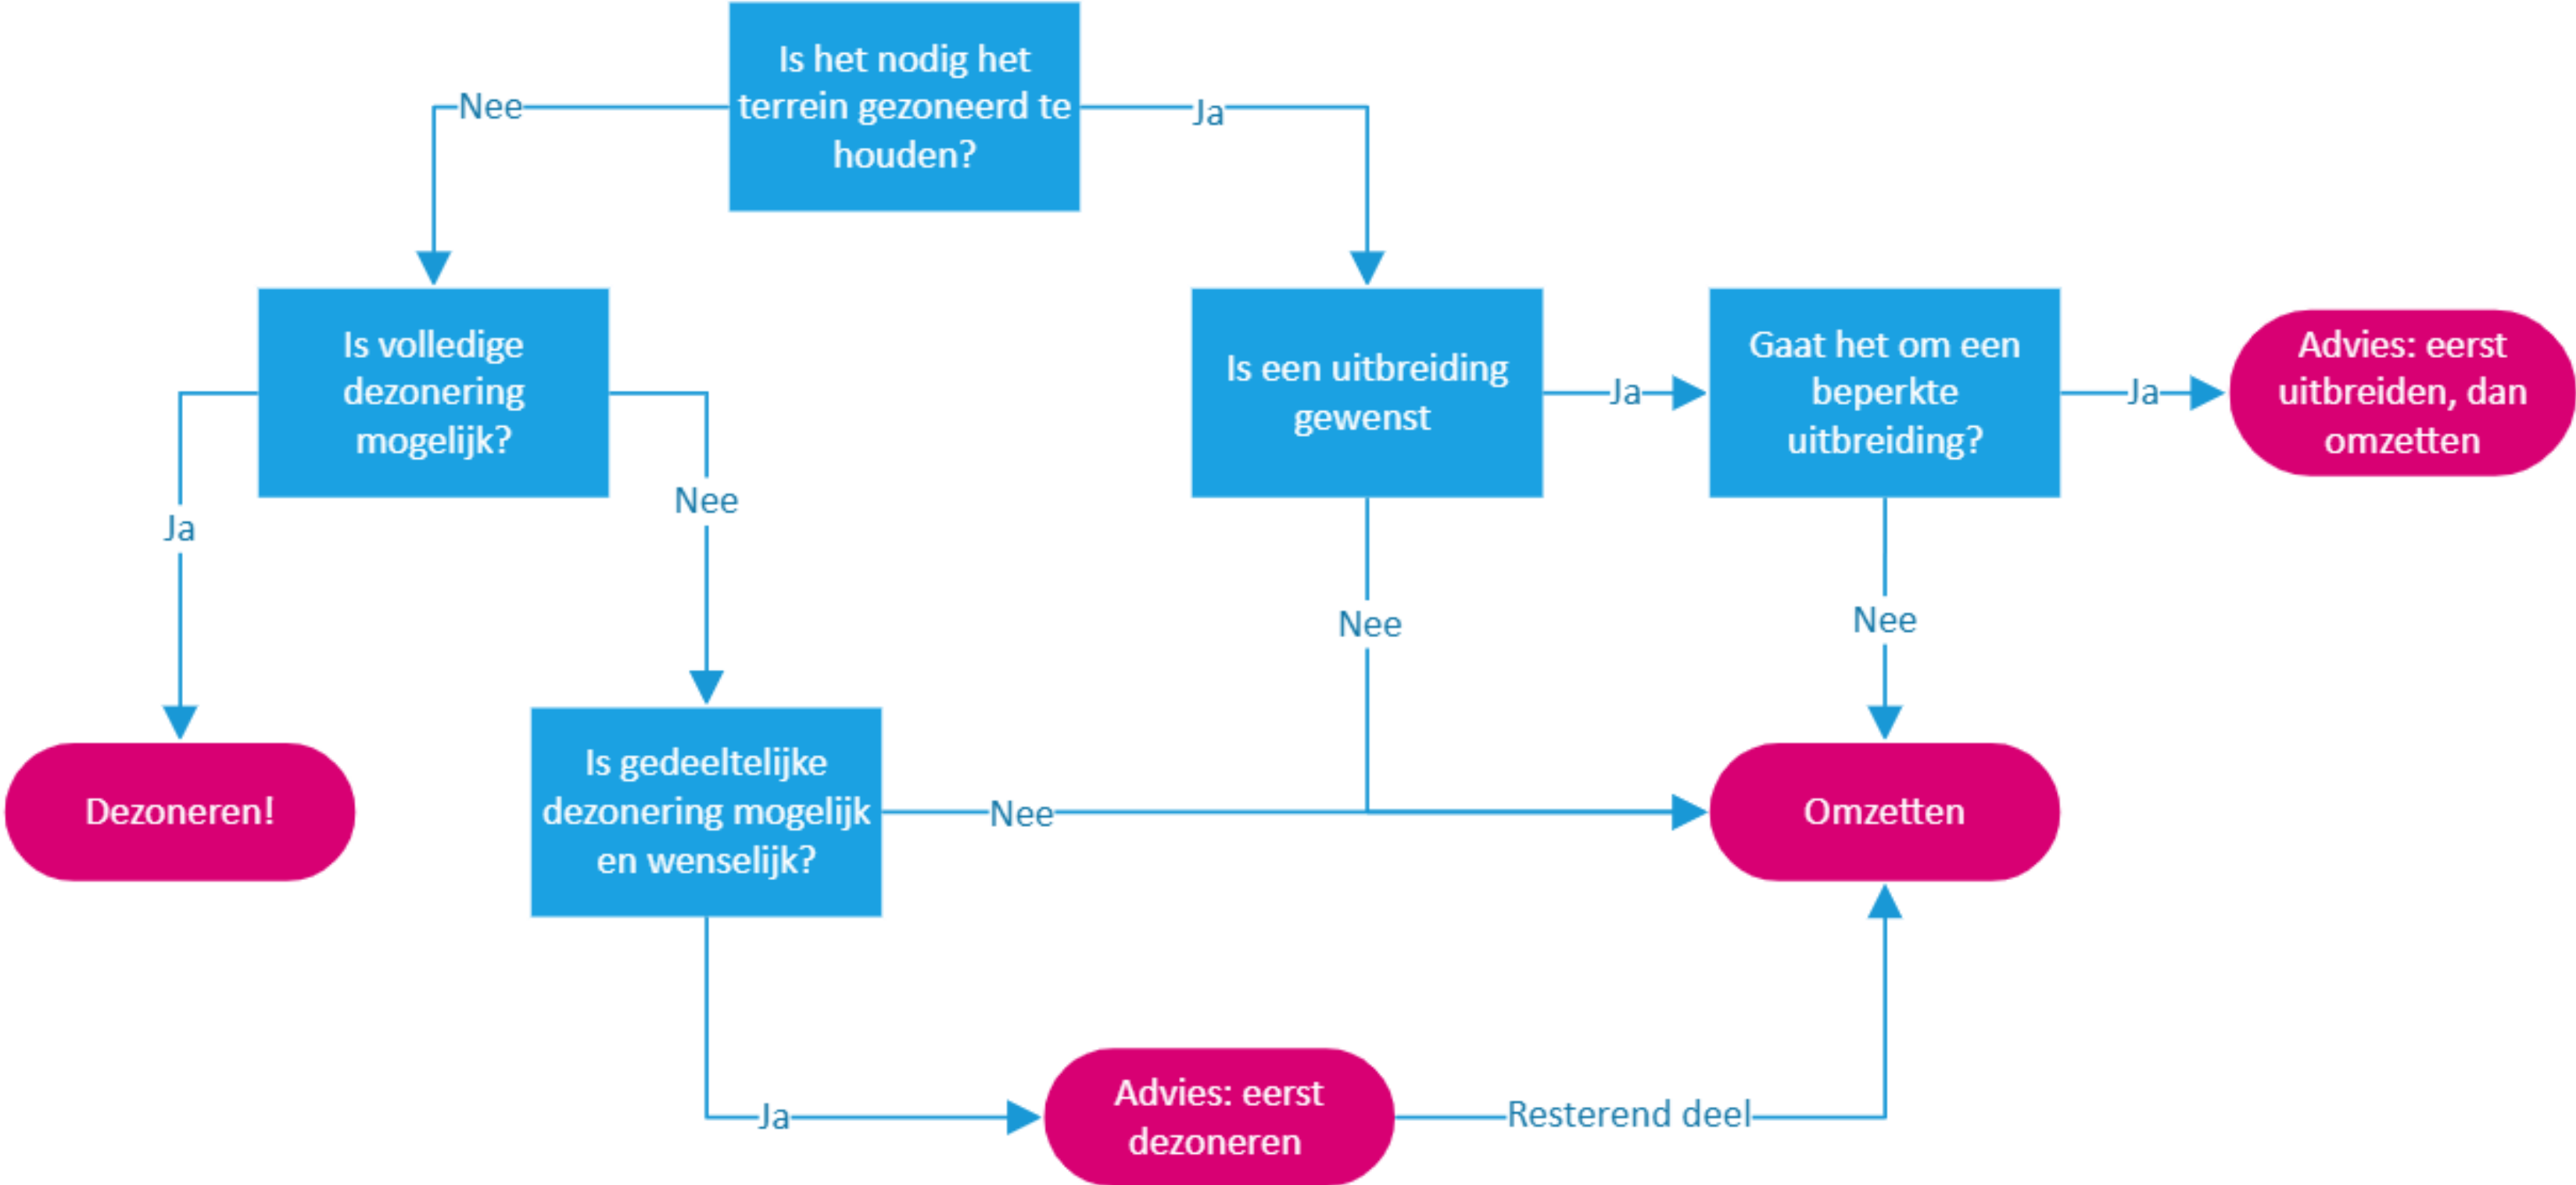 Is het nodig het
terrein gezoneerd te
houden?
Nee
Ja
Is volledige
dezonering
mogelijk?
Is een uitbreiding
gewenst
Ja
Gaat het om een
beperkte
uitbreiding?
Ja
Advies: eerst
uitbreiden, dan
omzetten
Ja
Nee
Nee
Nee
Dezoneren!
Is gedeeltelijke
dezonering mogelijk
en wenselijk?
Nee
Omzetten
Ja
Advies: eerst
dezoneren
Resterend deel